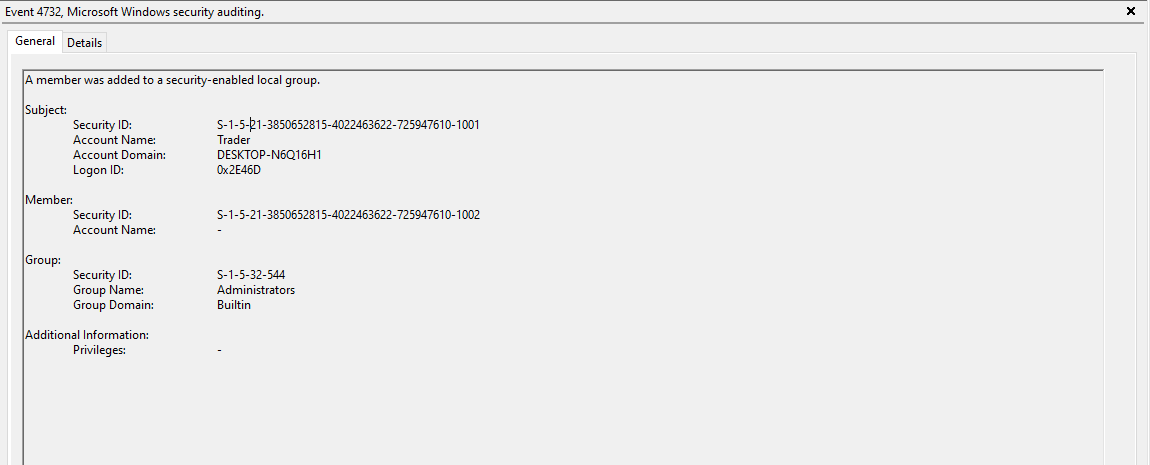 Event 4732, Microsoft Windows security auditing.
General Details
A member was added to a security-enabled local group.
Subject:
Security ID: S-1-5-21-3850652815-4022463622-725947610-1001
Account Name: Trader
Account Domain: DESKTOP-N6Q16H1
Logon ID: 0x2E46D
Member:
Security ID: S-1-5-21-3850652815-4022463622-725947610-1002
Account Name: -
Group:
Security ID: S-1-5-32-544
Group Name: Administrators
Group Domain: Builtin
Additional Information:
Privileges: -